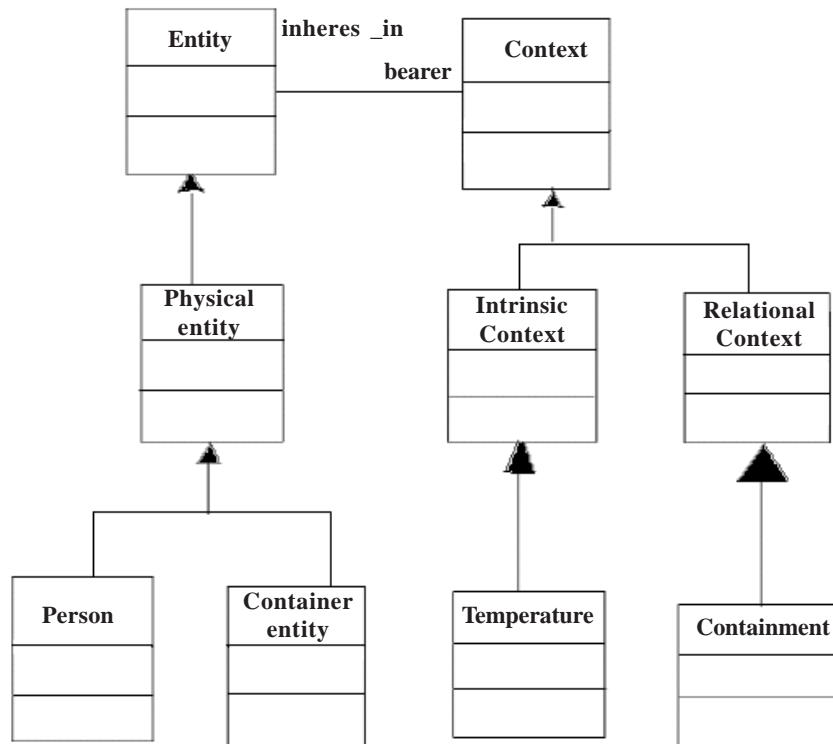 Entity
inheres _in
bearer
Context
Physical
entity
Intrinsic
Context
Relational
Context
Person
Container
entity
Temperature
Containment